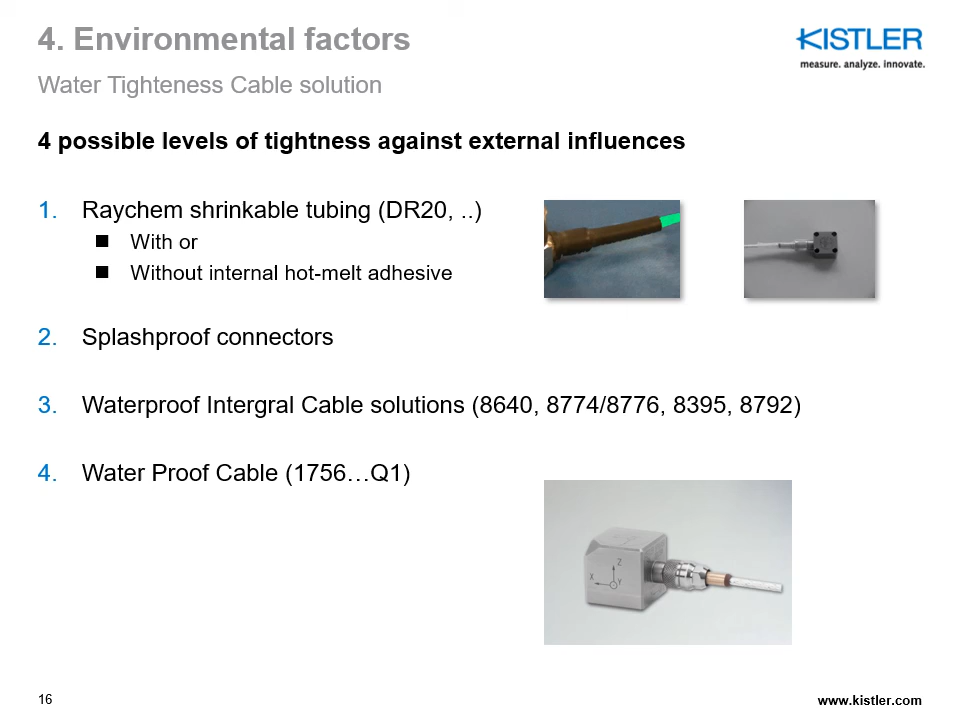 4. Environmental factors
KISTLER
measure. analyze. innovate.
Water Tighteness Cable solution
4 possible levels of tightness against external influences
1. Raychem shrinkable tubing (DR20, ..)
■ With or
■ Without internal hot-melt adhesive
2. Splashproof connectors
3. Waterproof Intergral Cable solutions (8640, 8774/8776, 8395, 8792)
4. Water Proof Cable (1756…Q1)
Z
X
Y
16
www.kistler.com